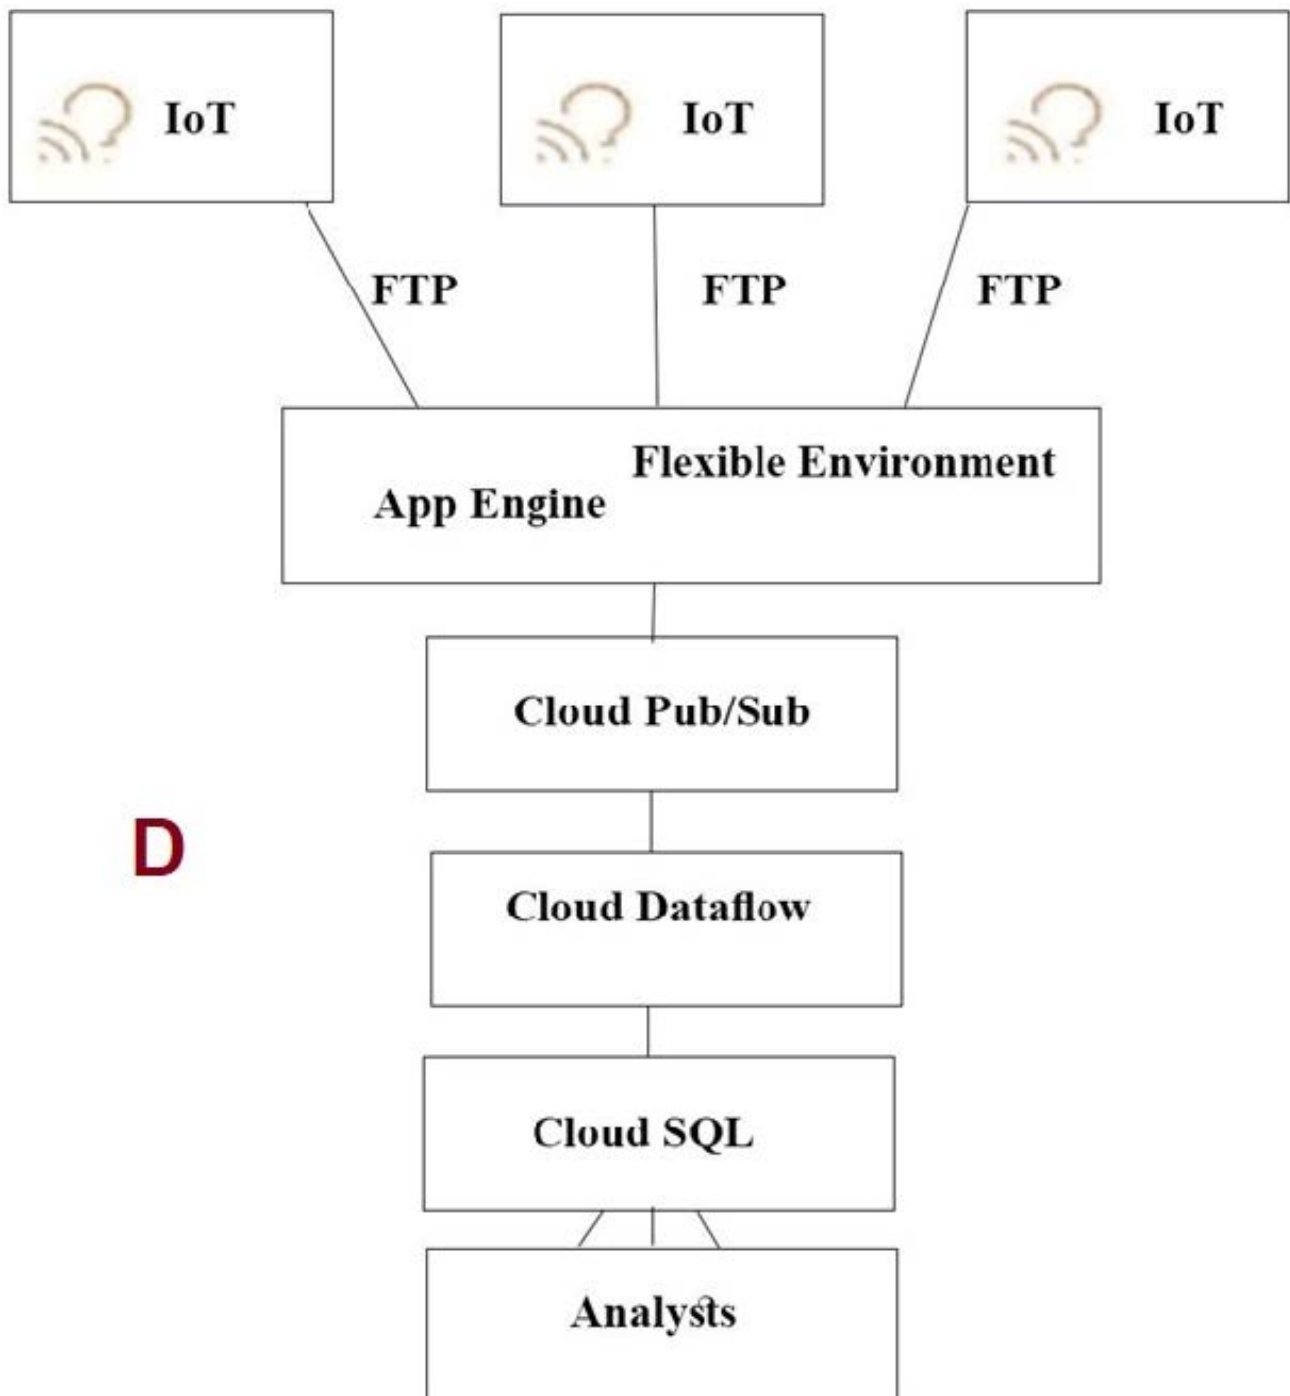 IoT
IoT
IoT
FTP
FTP
FTP
Flexible Environment
App Engine
Cloud Pub/Sub
D
Cloud Dataflow
Cloud SQL
Analysts